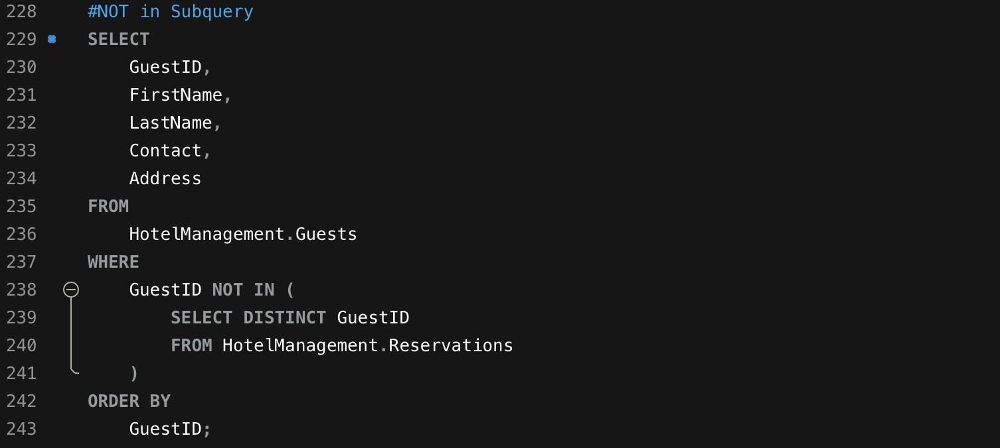 228 #NOT in Subquery
229 SELECT
230 GuestID,
231 FirstName,
232 LastName,
233 Contact,
234 Address
235 FROM
236 HotelManagement.Guests
237 WHERE
238 GuestID NOT IN (
239 SELECT DISTINCT GuestID
240 FROM HotelManagement.Reservations
241 )
242 ORDER BY
243 GuestID;